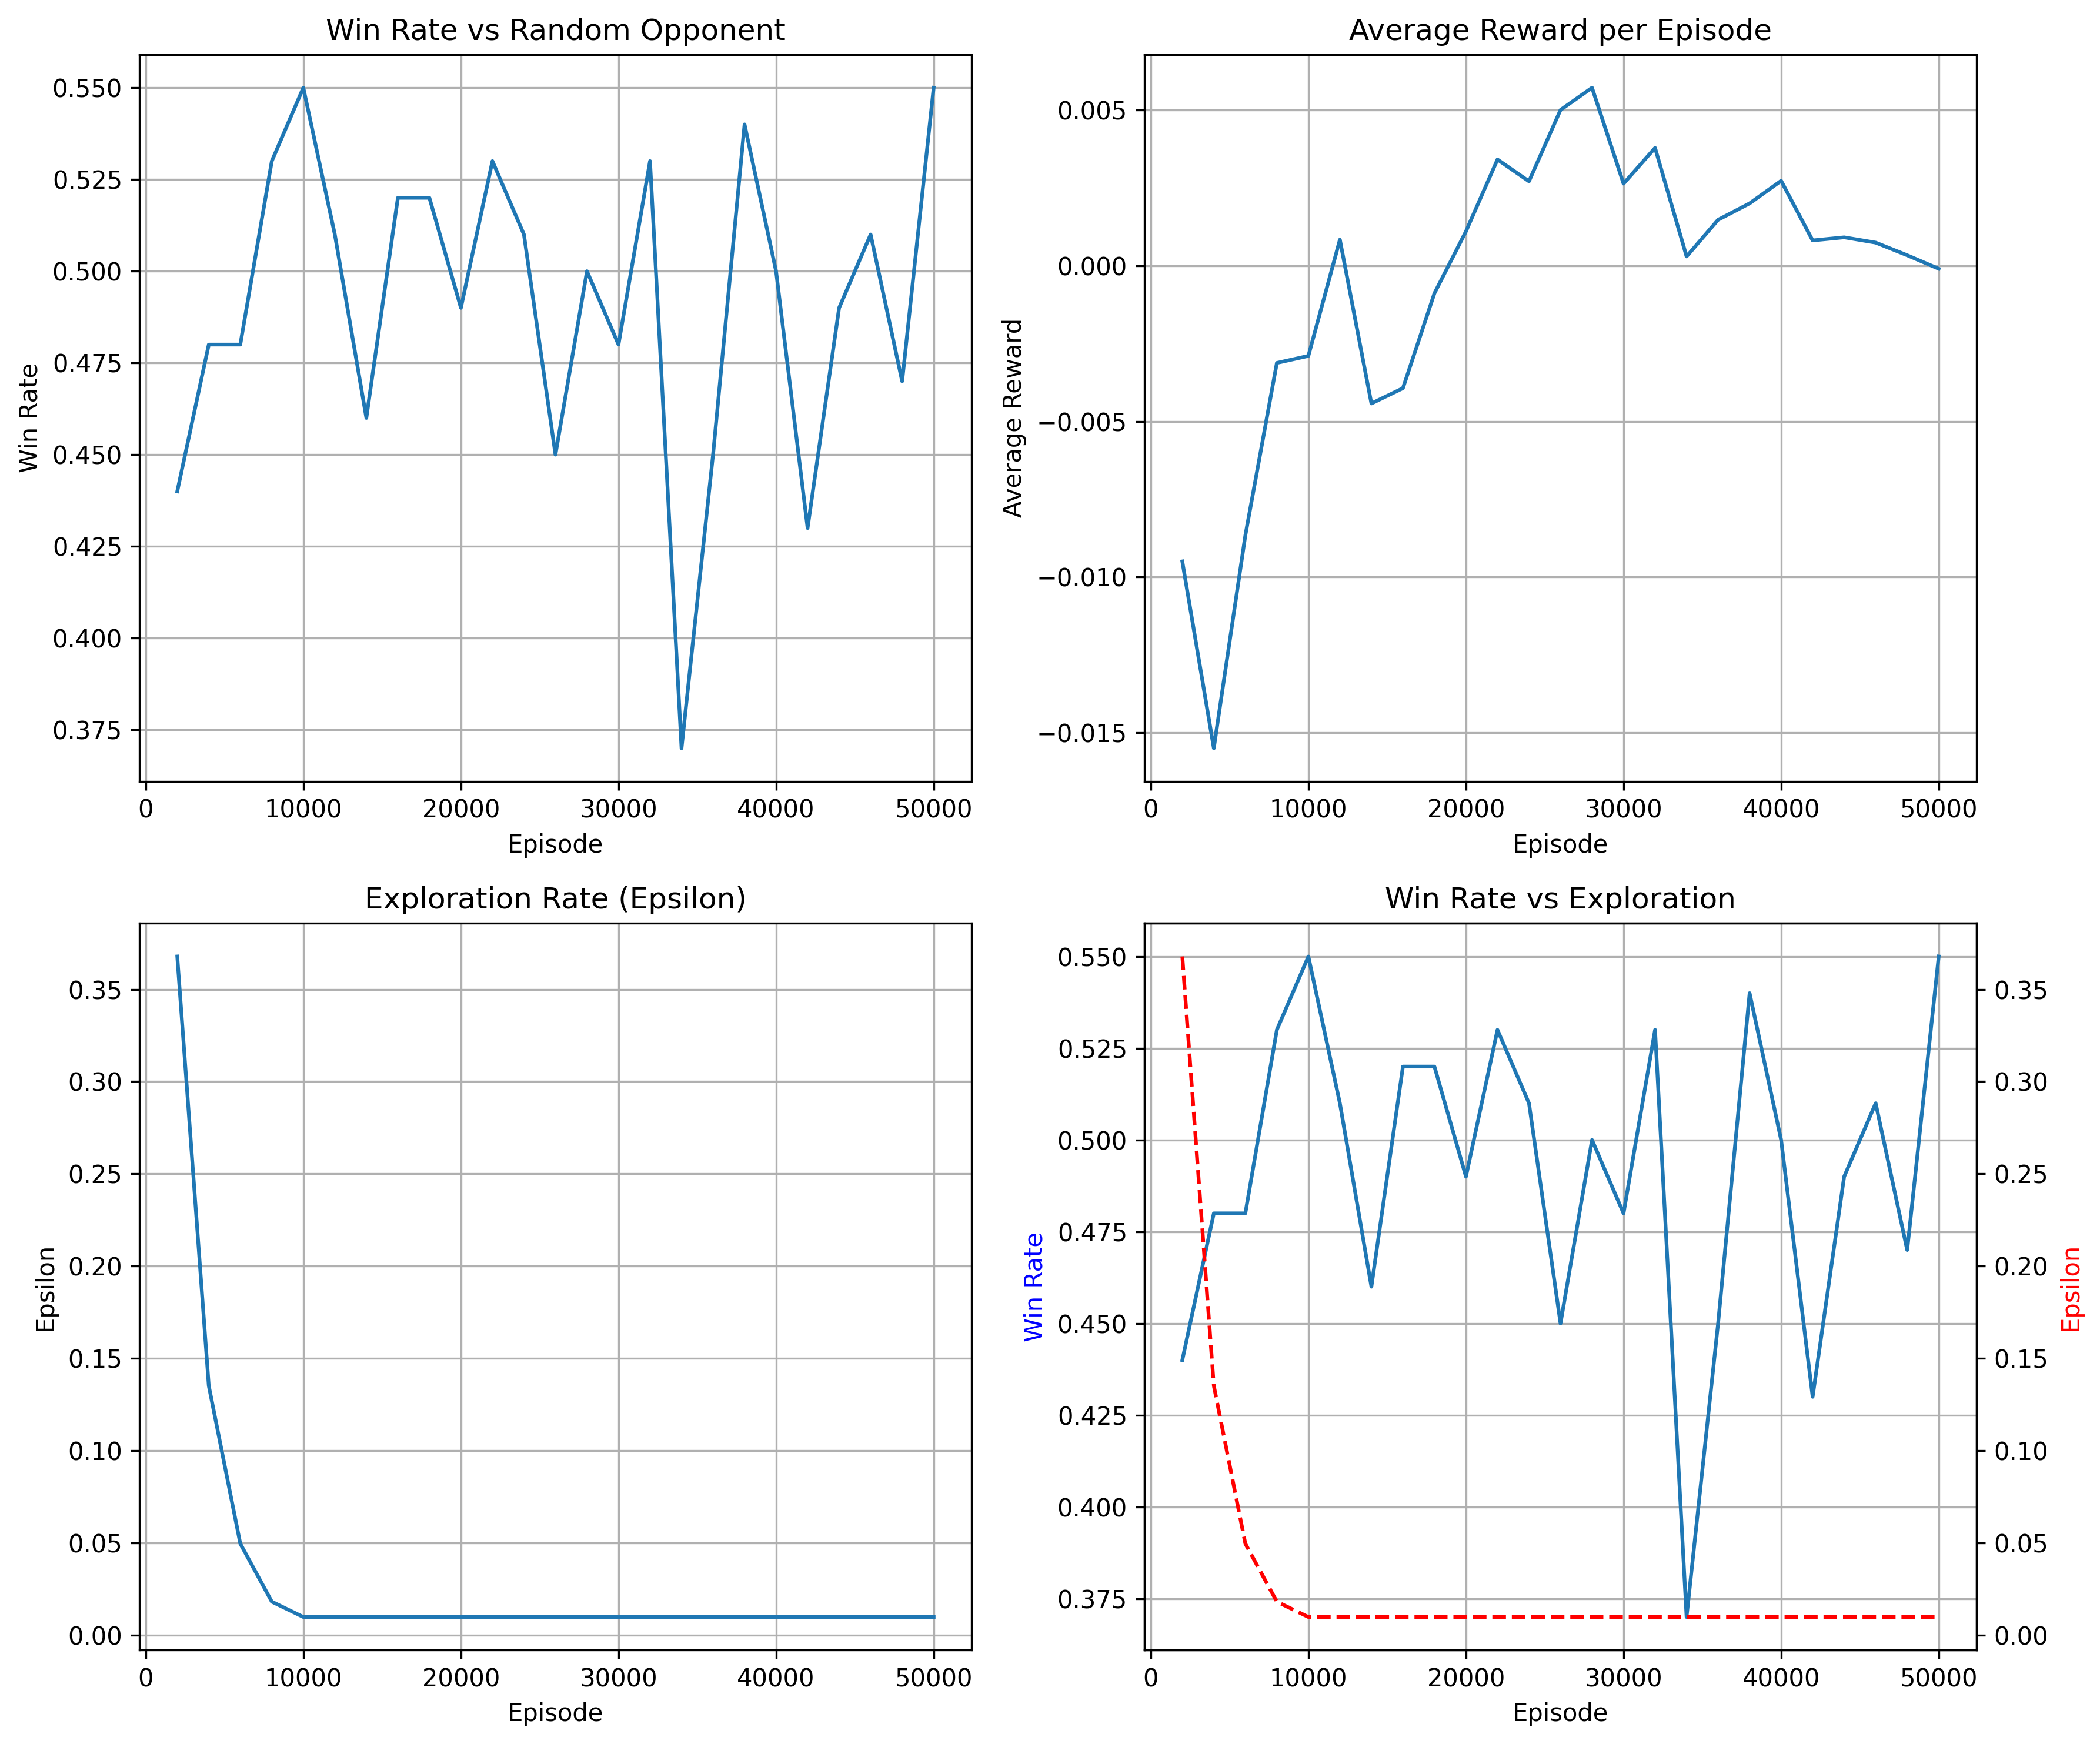 Win Rate vs Random Opponent
0.550
0.525
0.500
0.475
0.450
0.425
0.400
0.375
Win Rate
0 10000 20000 30000 40000 50000
Episode
Average Reward per Episode
0.005
0.000
−0.005
−0.010
−0.015
Average Reward
0 10000 20000 30000 40000 50000
Episode
Exploration Rate (Epsilon)
0.35
0.30
0.25
0.20
0.15
0.10
0.05
0.00
Epsilon
0 10000 20000 30000 40000 50000
Episode
Win Rate vs Exploration
0.550
0.525
0.500
0.475
0.450
0.425
0.400
0.375
Win Rate
0.35
0.30
0.25
0.20
0.15
0.10
0.05
0.00
Epsilon
0 10000 20000 30000 40000 50000
Episode